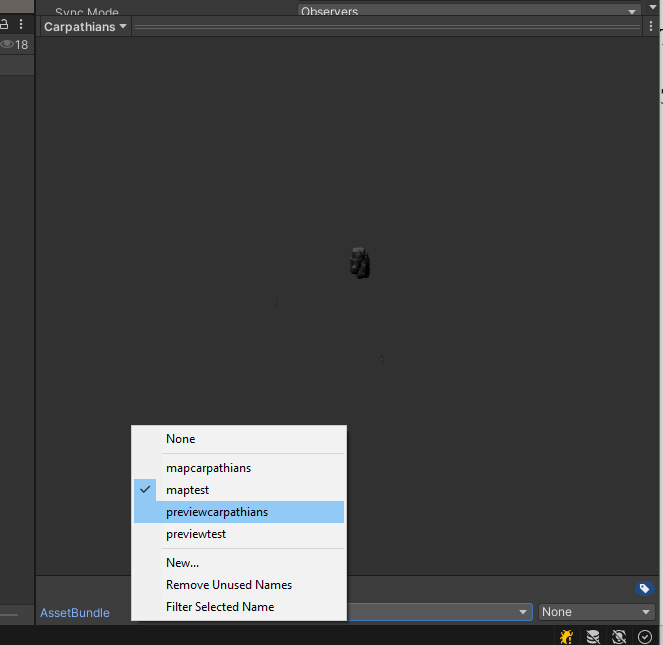 Sync Mode Observers
Carpathians
18
None
mapcarpathians
maptest
previewcarpathians
previewtest
New...
Remove Unused Names
Filter Selected Name
AssetBundle None